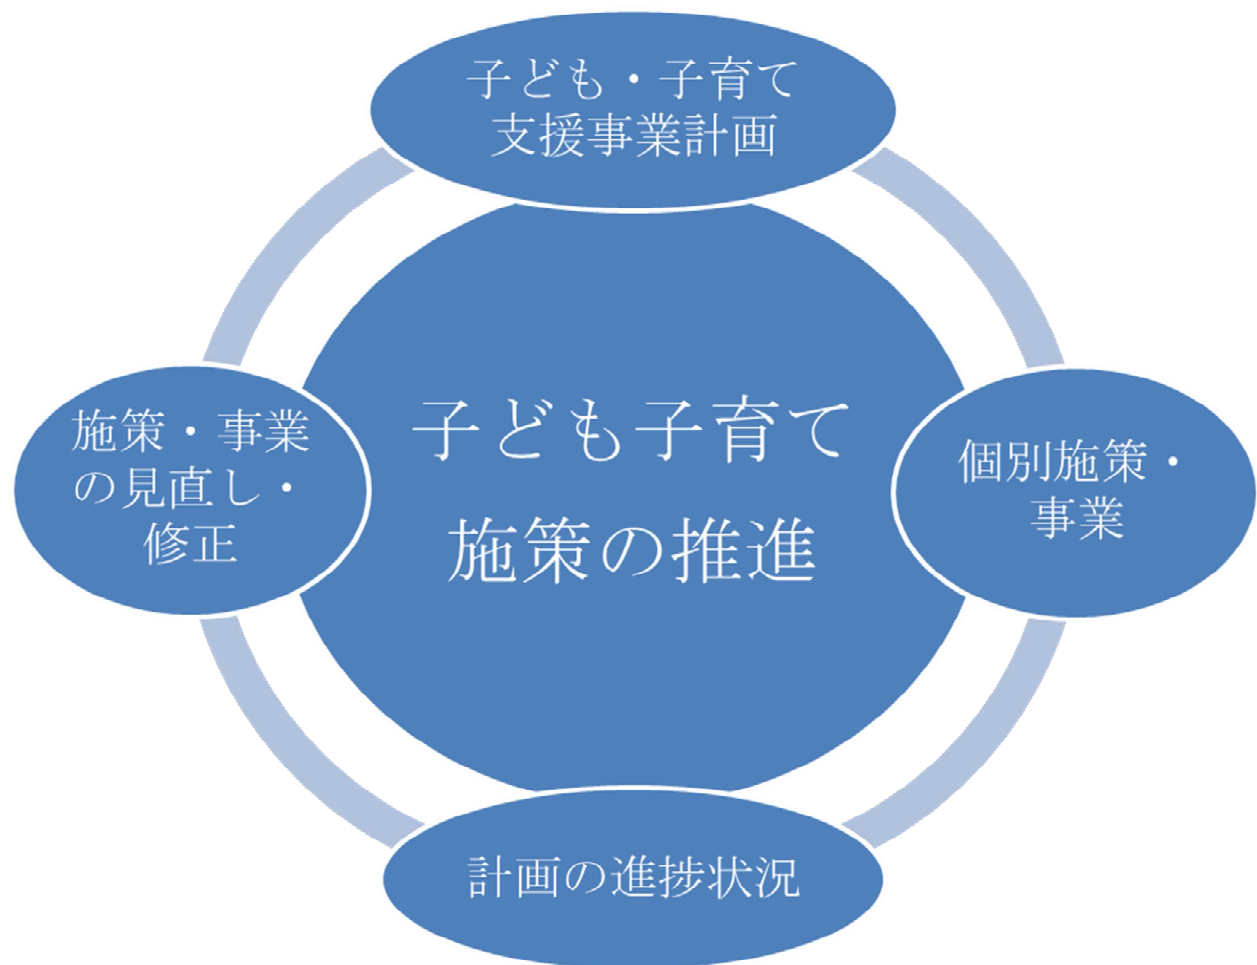 子ども・子育て
支援事業計画
施策・事業
の見直し・
修正
子ども子育て
施策の推進
個別施策・
事業
計画の進捗状況